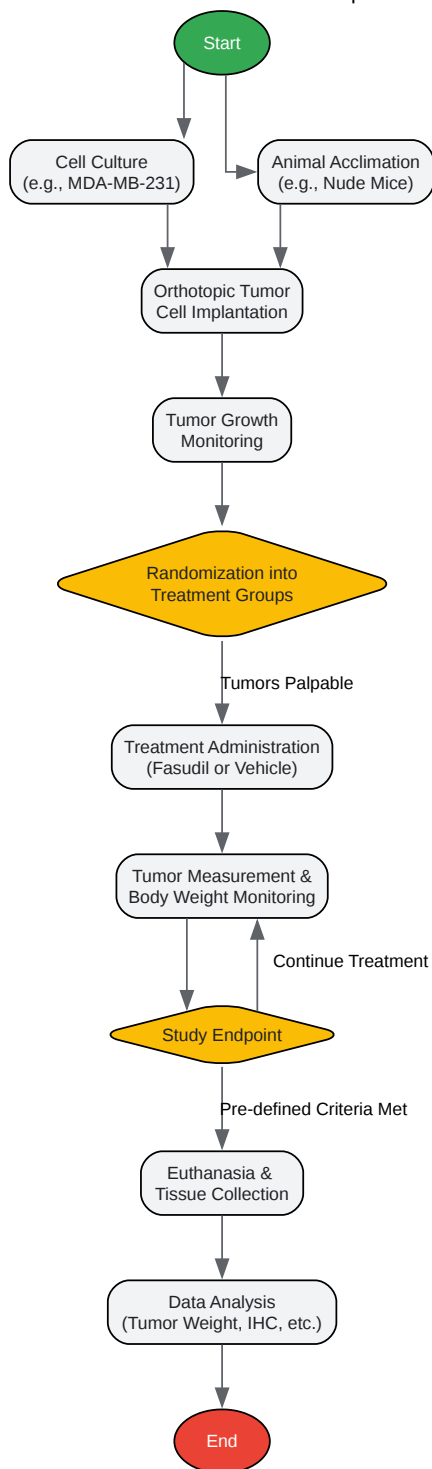 Start
Cell Culture
(e.g., MDA-MB-231)
Animal Acclimation
(e.g., Nude Mice)
Orthotopic Tumor
Cell Implantation
Tumor Growth
Monitoring
Randomization into
Treatment Groups
Tumors Palpable
Treatment Administration
(Fasudil or Vehicle)
Tumor Measurement &
Body Weight Monitoring
Continue Treatment
Study Endpoint
Pre-defined Criteria Met
Euthanasia &
Tissue Collection
Data Analysis
(Tumor Weight, IHC, etc.)
End